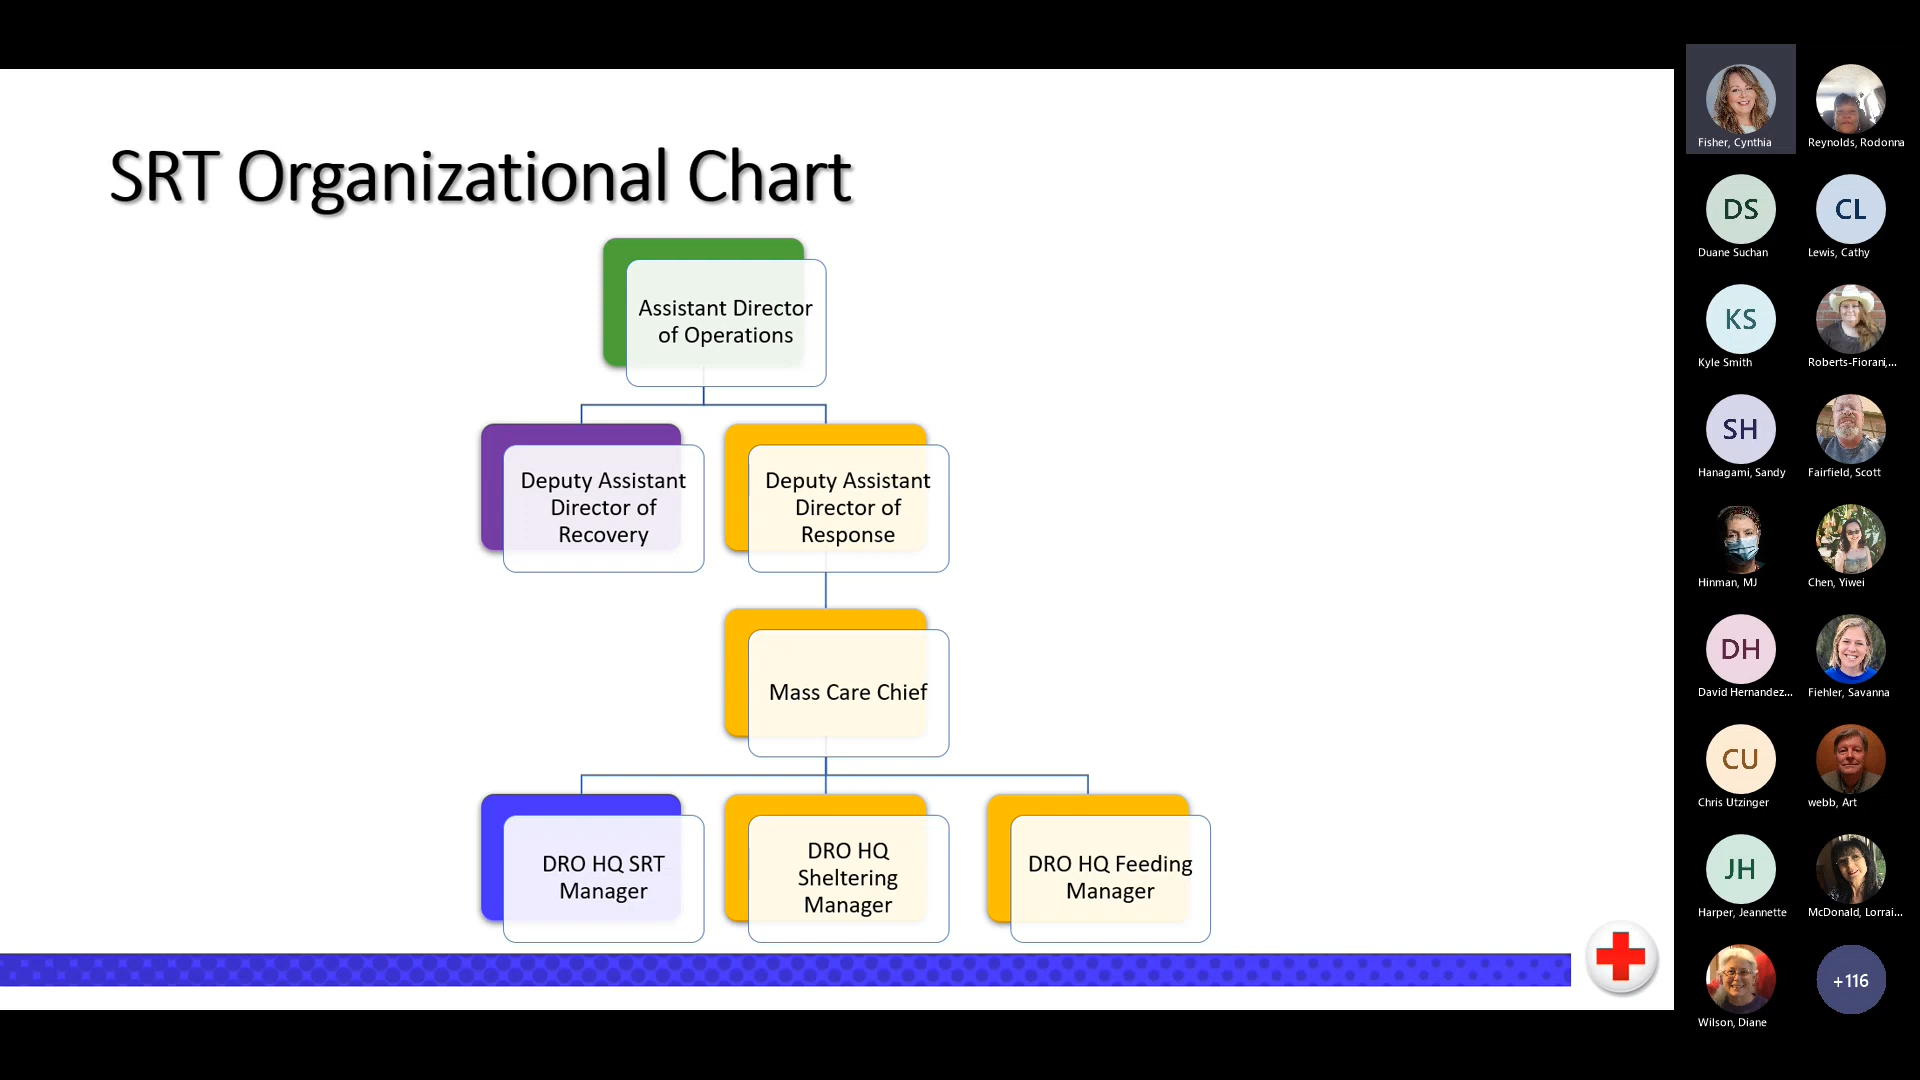 SRT Organizational Chart
Assistant Director
of Operations
Deputy Assistant
Director of
Recovery
Deputy Assistant
Director of
Response
Mass Care Chief
DRO HQ SRT
Manager
DRO HQ
Sheltering
Manager
DRO HQ Feeding
Manager
Fisher, Cynthia
Reynolds, Rodonna
DS
Duane Suchan
CL
Lewis, Cathy
KS
Kyle Smith
Roberts-Fiorani,...
SH
Hanagami, Sandy
Fairfield, Scott
Hinman, MJ
Chen, Yiwei
DH
David Hernandez...
Fiehler, Savanna
CU
Chris Utzinger
webb, Art
JH
Harper, Jeannette
McDonald, Lorrai...
Wilson, Diane
+116